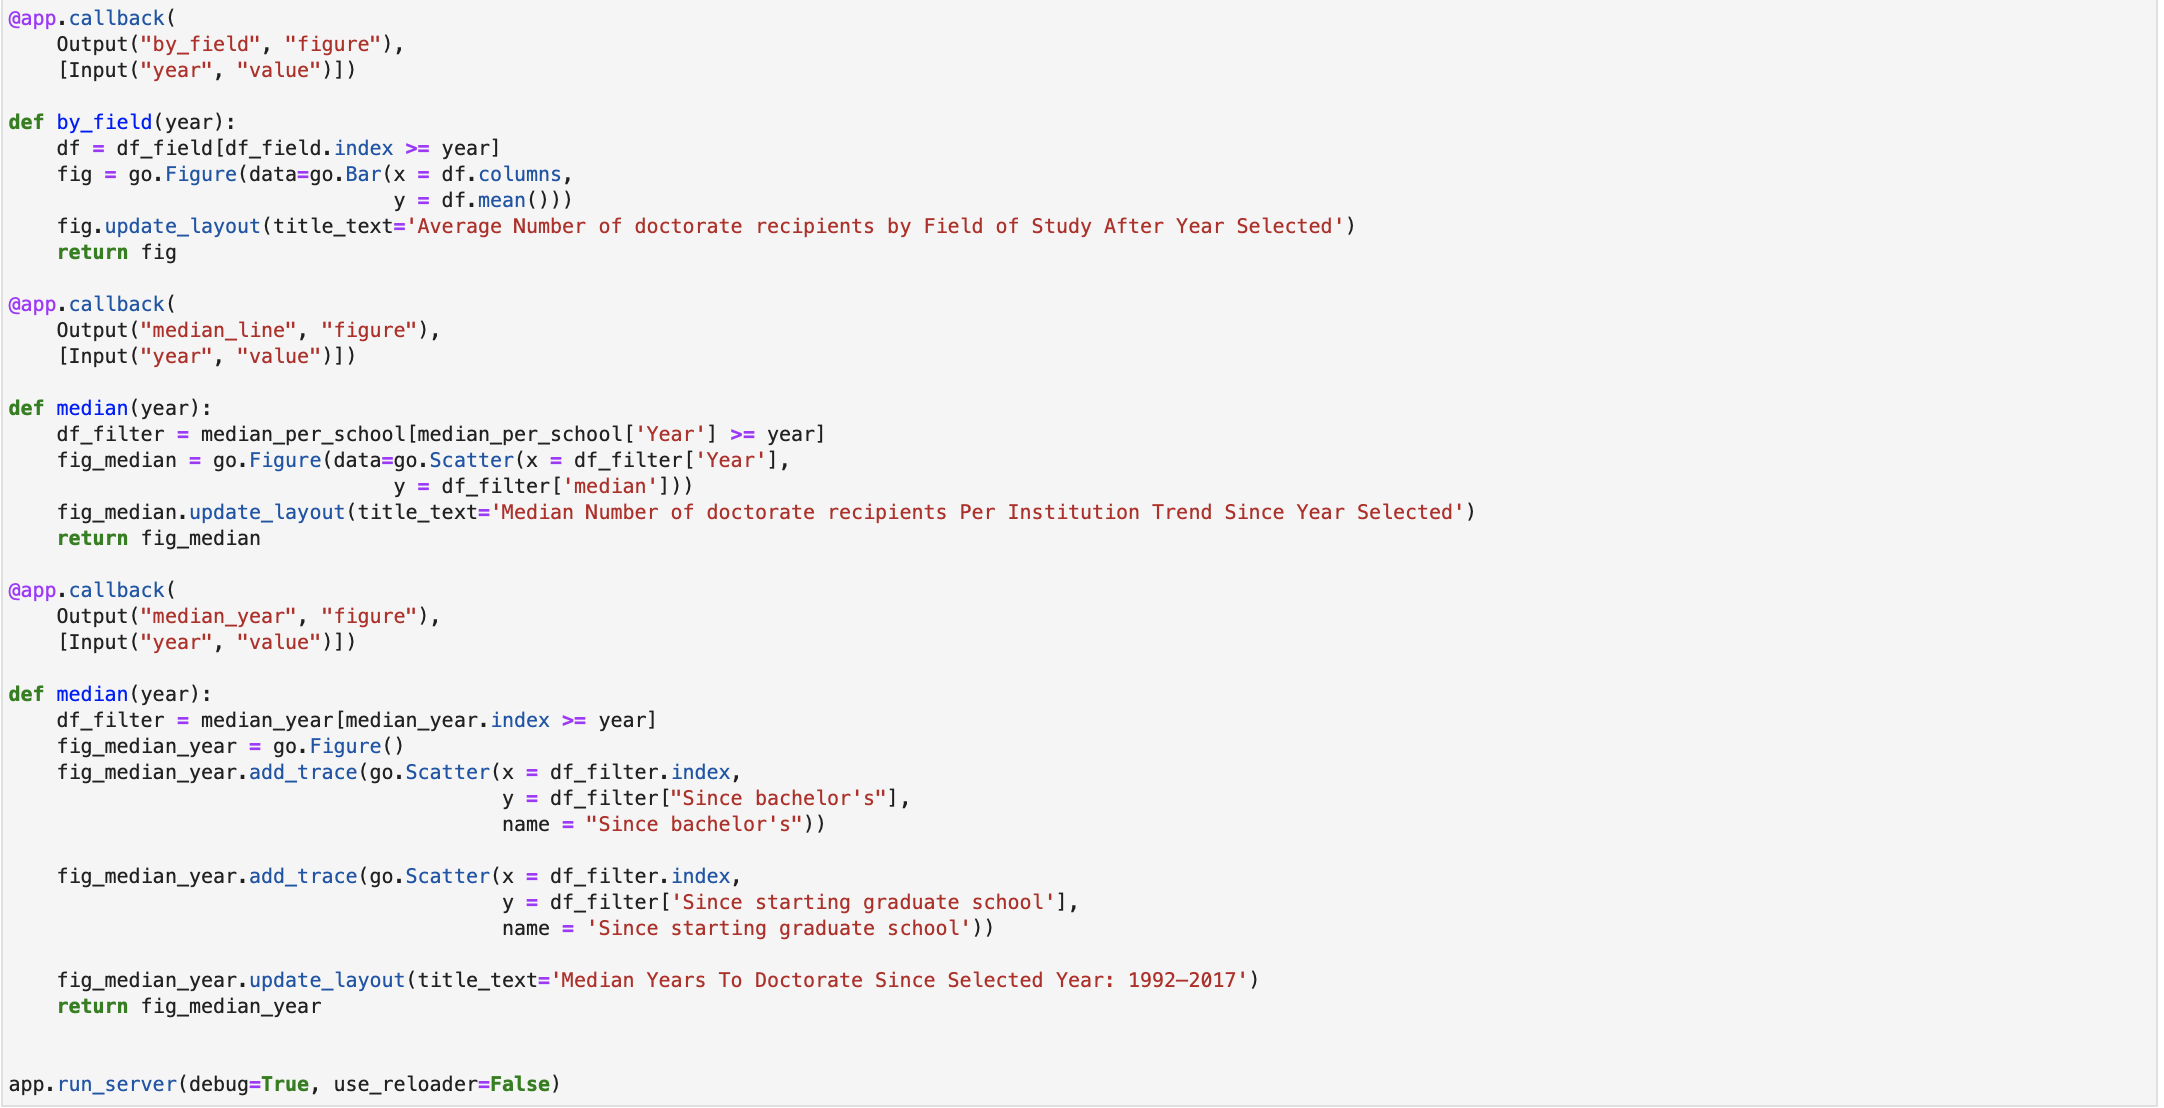 @app.callback(
    Output("by_field", "figure"),
    [Input("year", "value")])

def by_field(year):
    df = df_field[df_field.index >= year]
    fig = go.Figure(data=go.Bar(x = df.columns,
                                y = df.mean()))
    fig.update_layout(title_text='Average Number of doctorate recipients by Field of Study After Year Selected')
    return fig

@app.callback(
    Output("median_line", "figure"),
    [Input("year", "value")])

def median(year):
    df_filter = median_per_school[median_per_school['Year'] >= year]
    fig_median = go.Figure(data=go.Scatter(x = df_filter['Year'],
                                y = df_filter['median']))
    fig_median.update_layout(title_text='Median Number of doctorate recipients Per Institution Trend Since Year Selected')
    return fig_median

@app.callback(
    Output("median_year", "figure"),
    [Input("year", "value")])

def median(year):
    df_filter = median_year[median_year.index >= year]
    fig_median_year = go.Figure()
    fig_median_year.add_trace(go.Scatter(x = df_filter.index,
                                         y = df_filter["Since bachelor's"],
                                         name = "Since bachelor's"))

    fig_median_year.add_trace(go.Scatter(x = df_filter.index,
                                         y = df_filter['Since starting graduate school'],
                                         name = 'Since starting graduate school'))

    fig_median_year.update_layout(title_text='Median Years To Doctorate Since Selected Year: 1992–2017')
    return fig_median_year


app.run_server(debug=True, use_reloader=False)